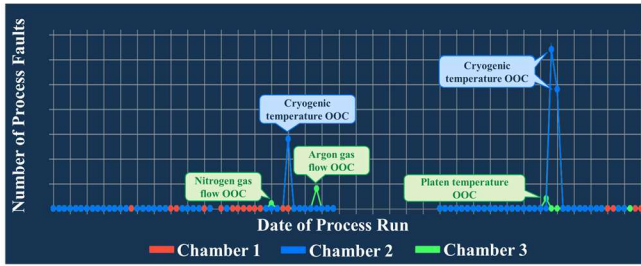 Number of Process Faults
Cryogenic
temperature OOC
Cryogenic
temperature OOC
Nitrogen gas
flow OOC
Argon gas
flow OOC
Platen temperature
OOC
Date of Process Run
Chamber 1
Chamber 2
Chamber 3